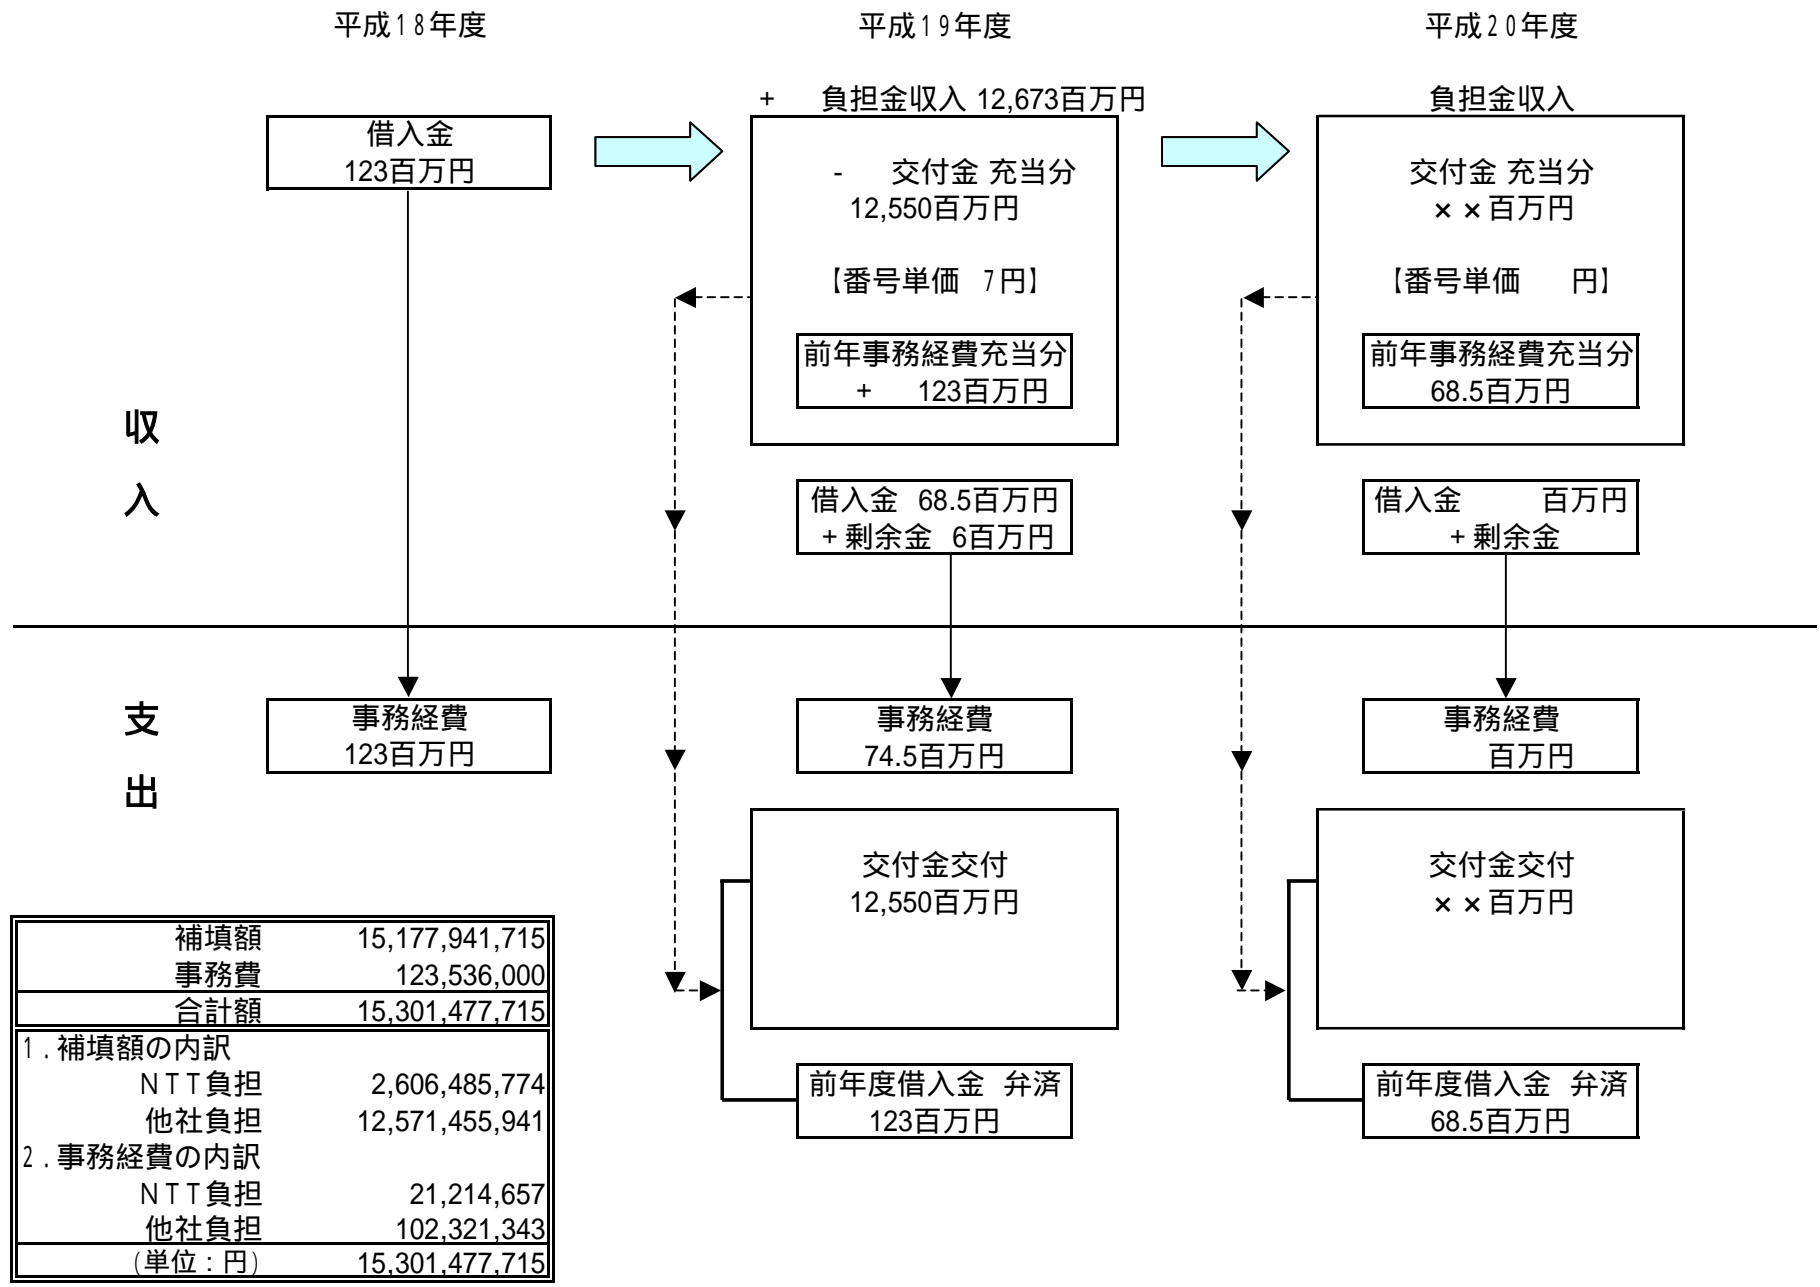 平成18年度
平成19年度
平成20年度
+ 負担金収入 12,673百万円
負担金収入
借入金
123百万円
- 交付金 充当分
12,550百万円
【番号単価 7円】
前年事務経費充当分
+ 123百万円
交付金 充当分
××百万円
【番号単価 円】
前年事務経費充当分
68.5百万円
収
入
借入金 68.5百万円
+剰余金 6百万円
借入金 百万円
+剰余金
支
出
事務経費
123百万円
事務経費
74.5百万円
事務経費
百万円
交付金交付
12,550百万円
交付金交付
××百万円
前年度借入金 弁済
123百万円
前年度借入金 弁済
68.5百万円
補填額 15,177,941,715
事務費 123,536,000
合計額 15,301,477,715
1.補填額の内訳
NTT負担 2,606,485,774
他社負担 12,571,455,941
2.事務経費の内訳
NTT負担 21,214,657
他社負担 102,321,343
(単位:円) 15,301,477,715